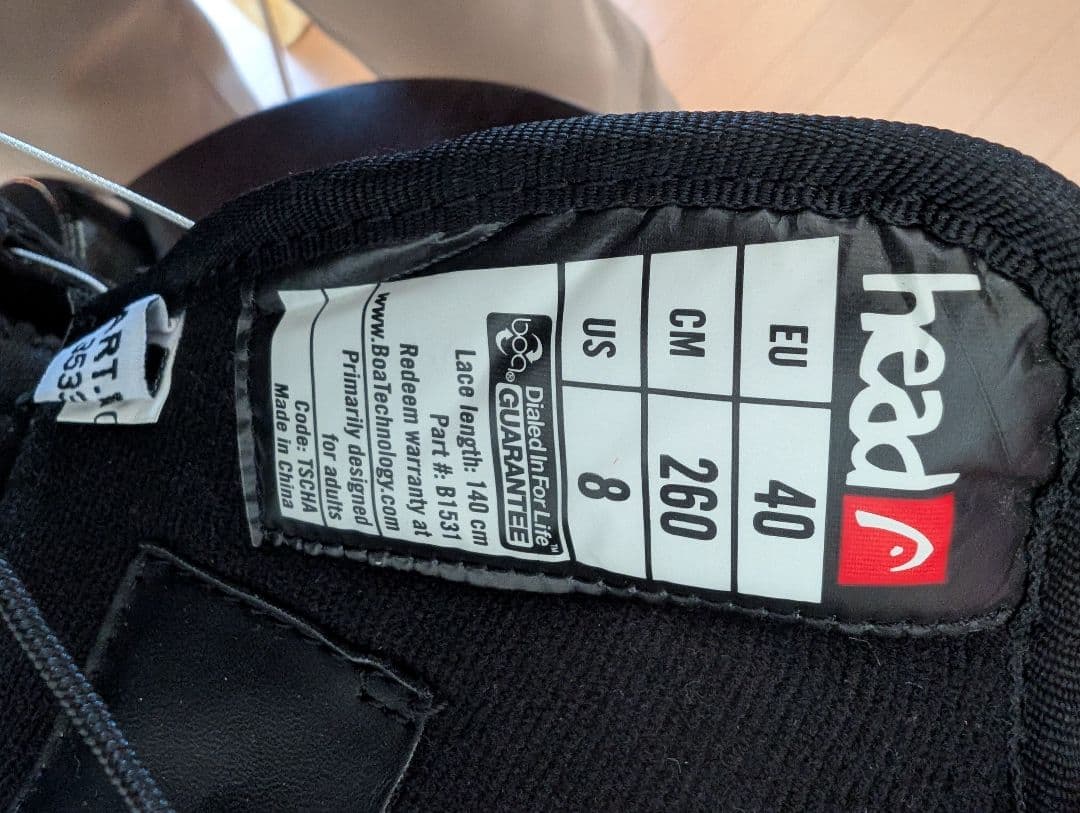 head
EU 40
CM 260
US 8
boa® DialedInForLife™
GUARANTEE
Lace length: 140 cm
Part #: B1531
Redeem warranty at
www.BoaTechnology.com
Primarily designed
for adults
Code: TSCHA
Made in China
ART.